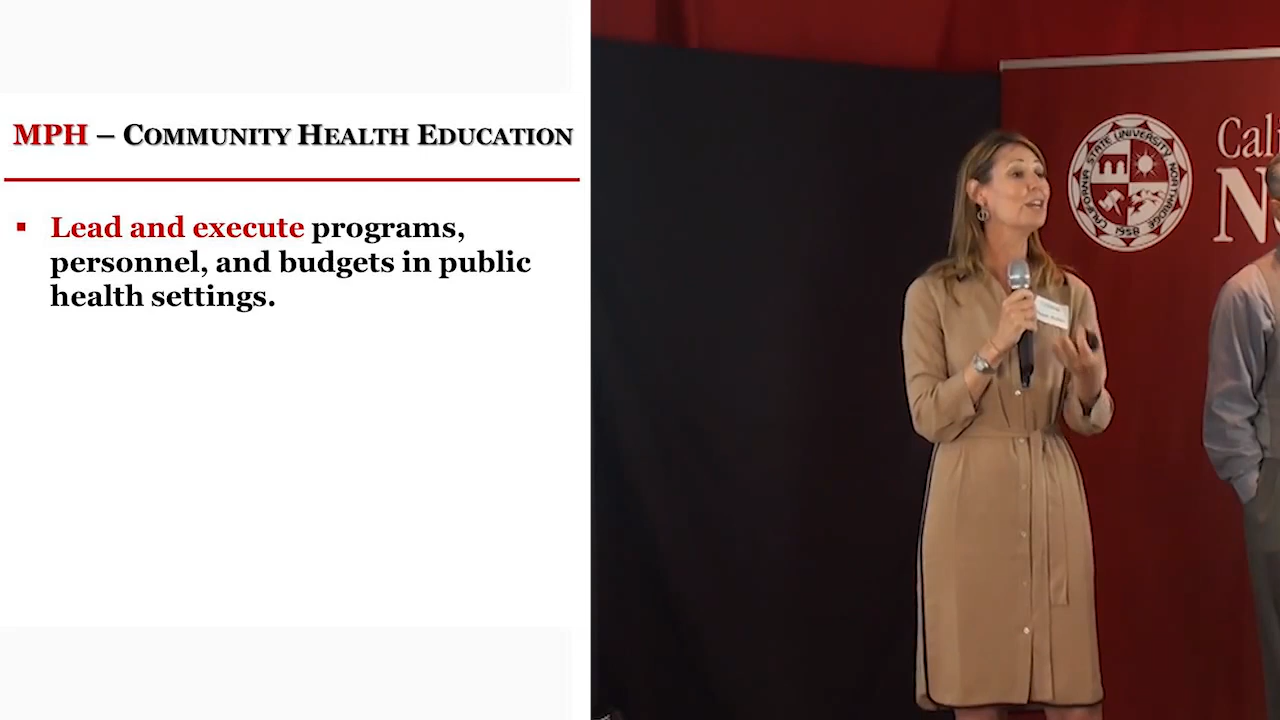 MPH – COMMUNITY HEALTH EDUCATION
▪ Lead and execute programs,
personnel, and budgets in public
health settings.
CALIFORNIA STATE UNIVERSITY NORTHRIDGE
1958
Cal
N